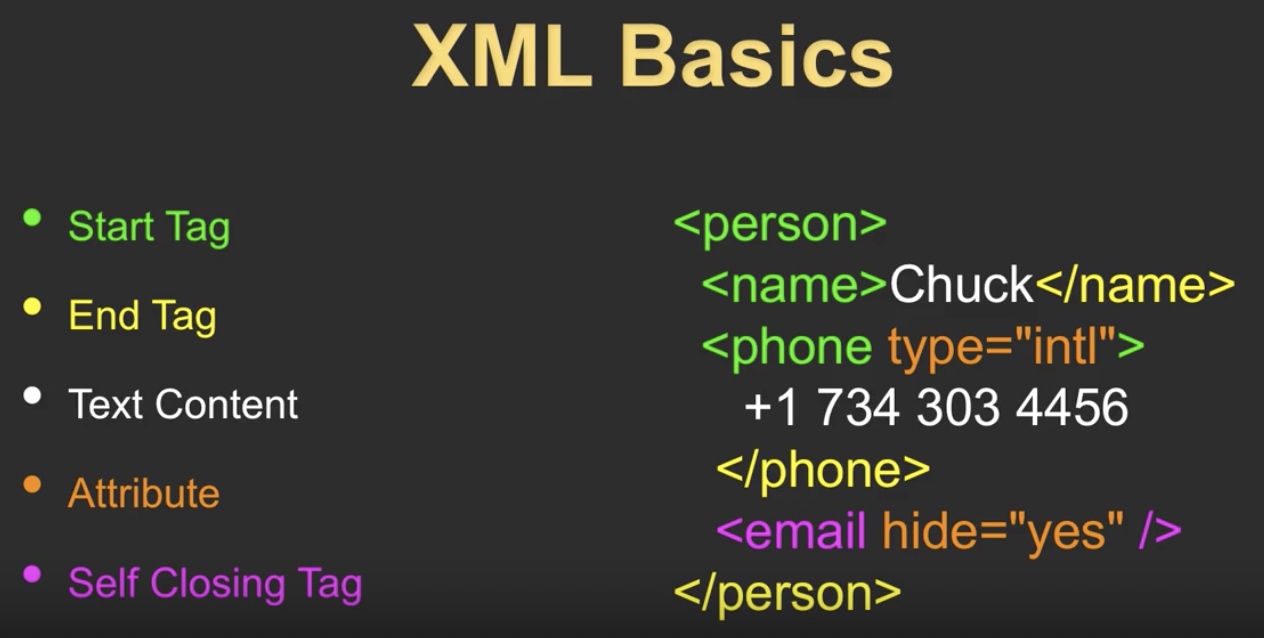 XML Basics
Start Tag
End Tag
Text Content
Attribute
Self Closing Tag
<person>
<name>Chuck</name>
<phone type="intl">
+1 734 303 4456
</phone>
<email hide="yes" />
</person>